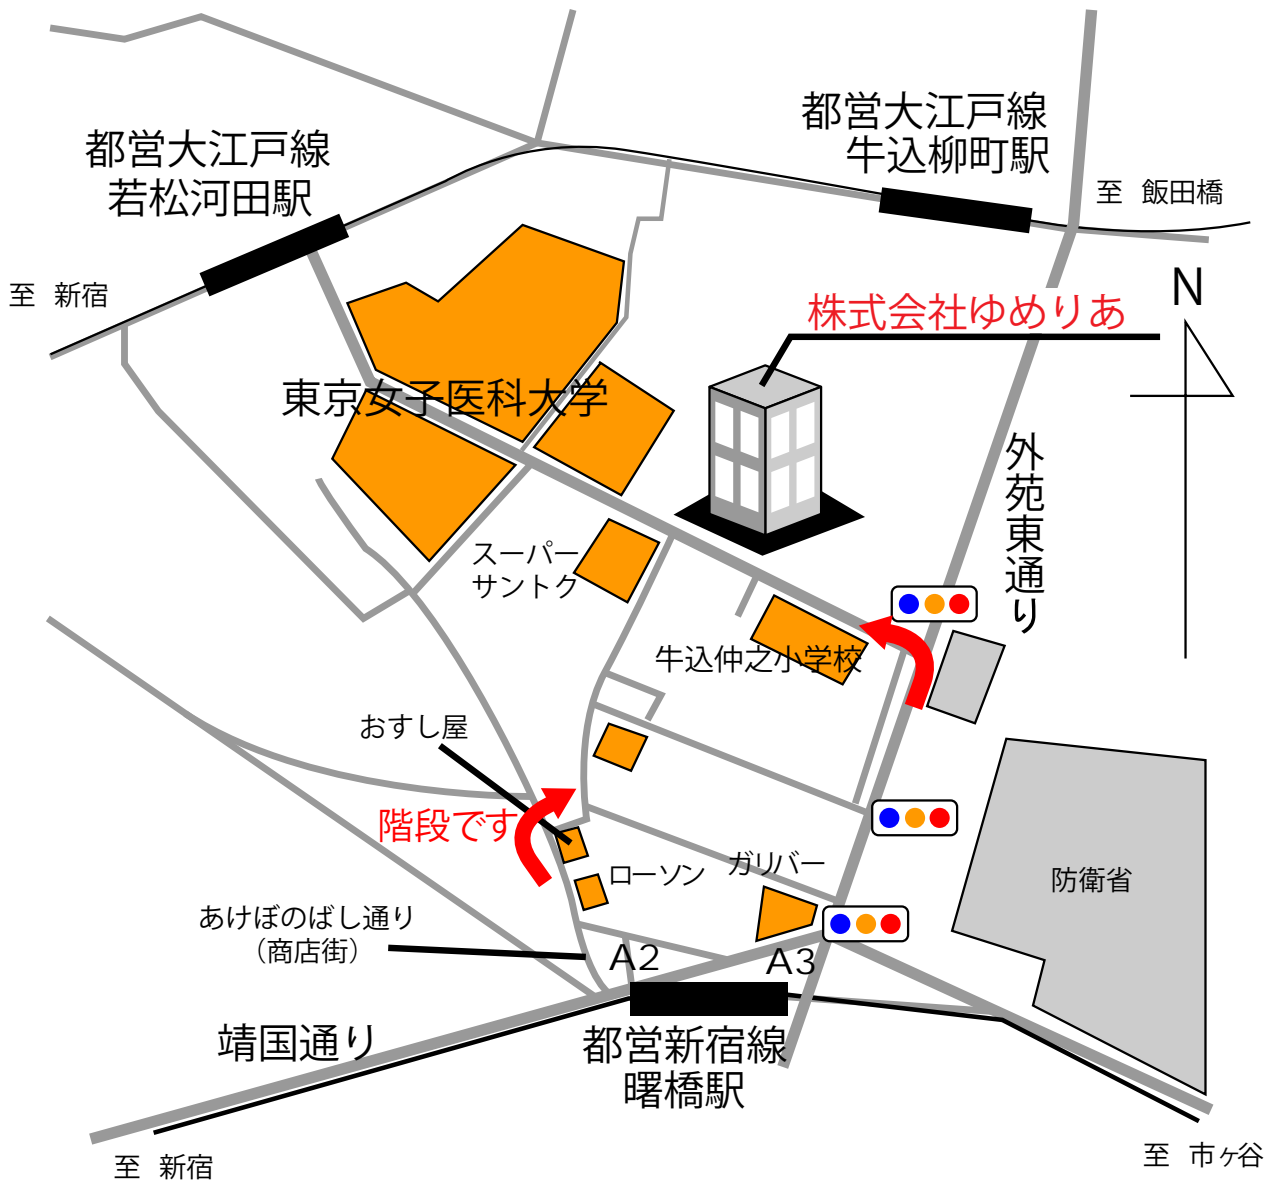 都営大江戸線
牛込柳町駅
都営大江戸線
若松河田駅
至 飯田橋
至 新宿
N
株式会社ゆめりあ
東京女子医科大学
外苑東通り
スーパー
サントク
牛込仲之小学校
おすし屋
階段です
ローソン
ガリバー
防衛省
あけぼのばし通り
（商店街）
A2
A3
靖国通り
都営新宿線
曙橋駅
至 新宿
至 市ヶ谷